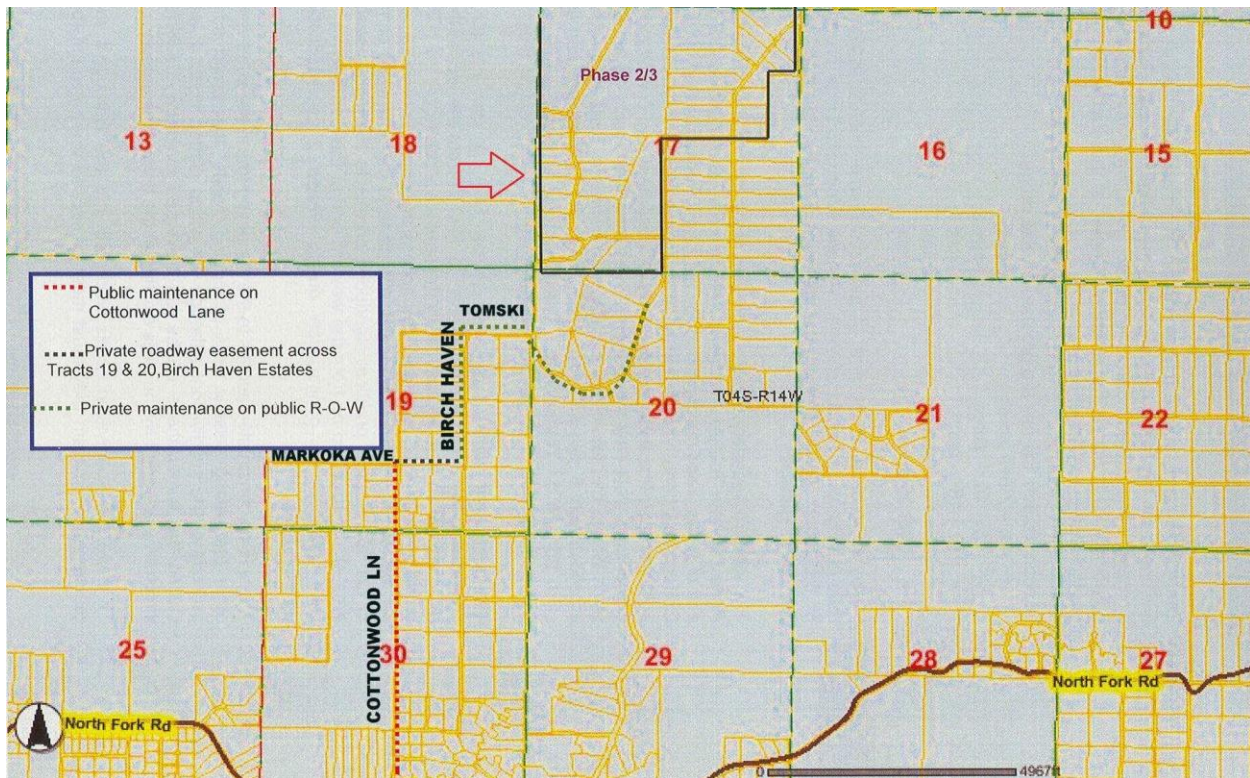 10
Phase 2/3
13
18
17
16
15
Public maintenance on
Cottonwood Lane
Private roadway easement across
Tracts 19 & 20,Birch Haven Estates
Private maintenance on public R-O-W
TOMSKI
BIRCH HAVEN
19
20
T04S-R14W
21
22
MARKOKA AVE
COTTONWOOD LN
25
30
29
28
27
North Fork Rd
North Fork Rd
0
4967ft